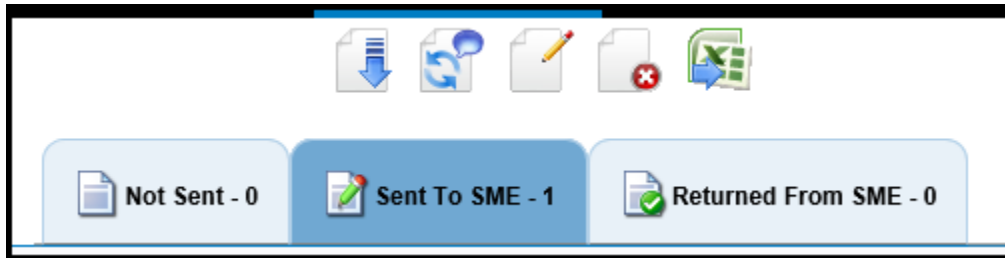 Not Sent - 0
Sent To SME - 1
Returned From SME - 0